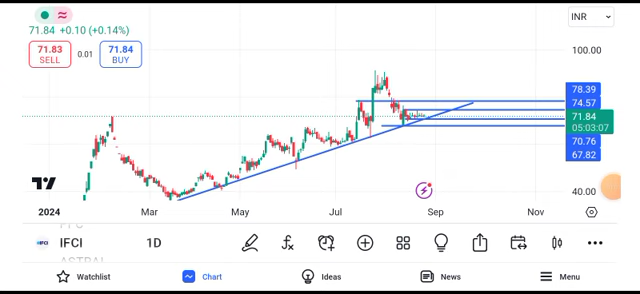 71.84 +0.10 (+0.14%)
INR
71.83
SELL
0.01
71.84
BUY
100.00
78.39
74.57
71.84
05:03:07
70.76
67.82
40.00
2024 Mar May Jul Sep Nov
IFCI 1D
Watchlist Chart Ideas News Menu